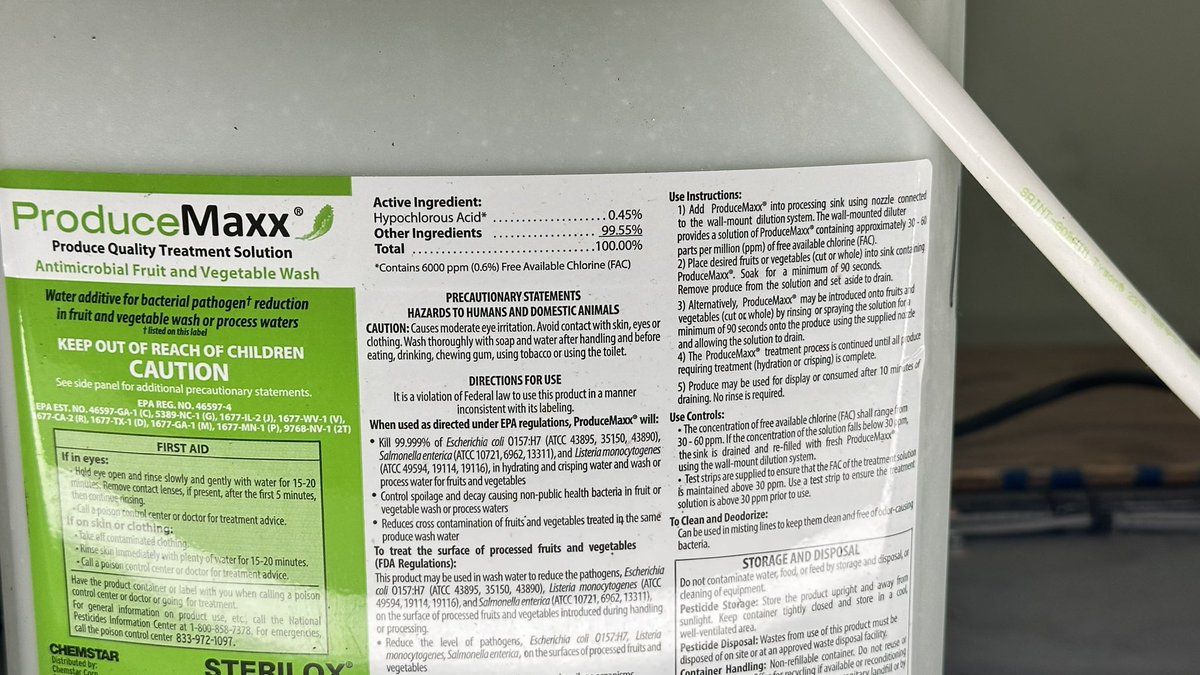 ProduceMaxx®
Produce Quality Treatment Solution
Antimicrobial Fruit and Vegetable Wash
Water additive for bacterial pathogen† reduction
in fruit and vegetable wash or process waters
† listed on this label
KEEP OUT OF REACH OF CHILDREN
CAUTION
See side panel for additional precautionary statements.
EPA REG. NO. 46597-4
EPA EST. NO. 46597-GA-1 (C), 5389-NC-1 (G), 1677-IL-2 (J), 1677-WV-1 (V),
1677-CA-2 (R), 1677-TX-1 (D), 1677-GA-1 (M), 1677-MN-1 (P), 9768-NV-1 (2T)
FIRST AID
If in eyes:
• Hold eye open and rinse slowly and gently with water for 15-20
minutes. Remove contact lenses, if present, after the first 5 minutes,
then continue rinsing.
• Call a poison control center or doctor for treatment advice.
If on skin or clothing:
• Take off contaminated clothing.
• Rinse skin immediately with plenty of water for 15-20 minutes.
• Call a poison control center or doctor for treatment advice.
Have the product container or label with you when calling a poison
control center or doctor or going for treatment.
For general information on product use, etc., call the National
Pesticides Information Center at 1-800-858-7378. For emergencies,
call the poison control center 833-972-1097.
CHEMSTAR
Distributed by:
Chemstar Corp.
STERILOX®
Active Ingredient:
Hypochlorous Acid* .......................... 0.45%
Other Ingredients .......................... 99.55%
Total .......................................100.00%
*Contains 6000 ppm (0.6%) Free Available Chlorine (FAC)
PRECAUTIONARY STATEMENTS
HAZARDS TO HUMANS AND DOMESTIC ANIMALS
CAUTION: Causes moderate eye irritation. Avoid contact with skin, eyes or
clothing. Wash thoroughly with soap and water after handling and before
eating, drinking, chewing gum, using tobacco or using the toilet.
DIRECTIONS FOR USE
It is a violation of Federal law to use this product in a manner
inconsistent with its labeling.
When used as directed under EPA regulations, ProduceMaxx® will:
• Kill 99.999% of Escherichia coli O157:H7 (ATCC 43895, 35150, 43890),
Salmonella enterica (ATCC 10721, 6962, 13311), and Listeria monocytogenes
(ATCC 49594, 19114, 19116), in hydrating and crisping water and wash or
process water for fruits and vegetables
• Control spoilage and decay causing non-public health bacteria in fruit or
vegetable wash or process waters
• Reduces cross contamination of fruits and vegetables treated in the same
produce wash water
To treat the surface of processed fruits and vegetables
(FDA Regulations):
This product may be used in wash water to reduce the pathogens, Escherichia
coli O157:H7 (ATCC 43895, 35150, 43890), Listeria monocytogenes (ATCC
49594, 19114, 19116), and Salmonella enterica (ATCC 10721, 6962, 13311),
on the surface of processed fruits and vegetables introduced during handling
or processing.
• Reduce the level of pathogens, Escherichia coli O157:H7, Listeria
monocytogenes, Salmonella enterica, on the surfaces of processed fruits and
vegetables
Use Instructions:
1) Add ProduceMaxx® into processing sink using nozzle connected
to the wall-mount dilution system. The wall-mounted diluter
provides a solution of ProduceMaxx® containing approximately 30 - 60
parts per million (ppm) of free available chlorine (FAC).
2) Place desired fruits or vegetables (cut or whole) into sink containing
ProduceMaxx®. Soak for a minimum of 90 seconds.
Remove produce from the solution and set aside to drain.
3) Alternatively, ProduceMaxx® may be introduced onto fruits and
vegetables (cut or whole) by rinsing or spraying the solution for a
minimum of 90 seconds onto the produce using the supplied nozzle
and allowing the solution to drain.
4) The ProduceMaxx® treatment process is continued until all produce
requiring treatment (hydration or crisping) is complete.
5) Produce may be used for display or consumed after 10 minutes of
draining. No rinse is required.
Use Controls:
• The concentration of free available chlorine (FAC) shall range from
30 - 60 ppm. If the concentration of the solution falls below 30 ppm,
the sink is drained and re-filled with fresh ProduceMaxx®
using the wall-mount dilution system.
• Test strips are supplied to ensure that the FAC of the treatment solution
is maintained above 30 ppm. Use a test strip to ensure the treatment
solution is above 30 ppm prior to use.
To Clean and Deodorize:
Can be used in misting lines to keep them clean and free of odor-causing
bacteria.
STORAGE AND DISPOSAL
Do not contaminate water, food, or feed by storage and disposal, or
cleaning of equipment.
Pesticide Storage: Store the product upright and away from
sunlight. Keep container tightly closed and store in a cool,
well-ventilated area.
Pesticide Disposal: Wastes from use of this product must be
disposed of on site or at an approved waste disposal facility.
Container Handling: Non-refillable container. Do not reuse or
for recycling if available or reconditioning
landfill or by
SAINT-GOBAIN